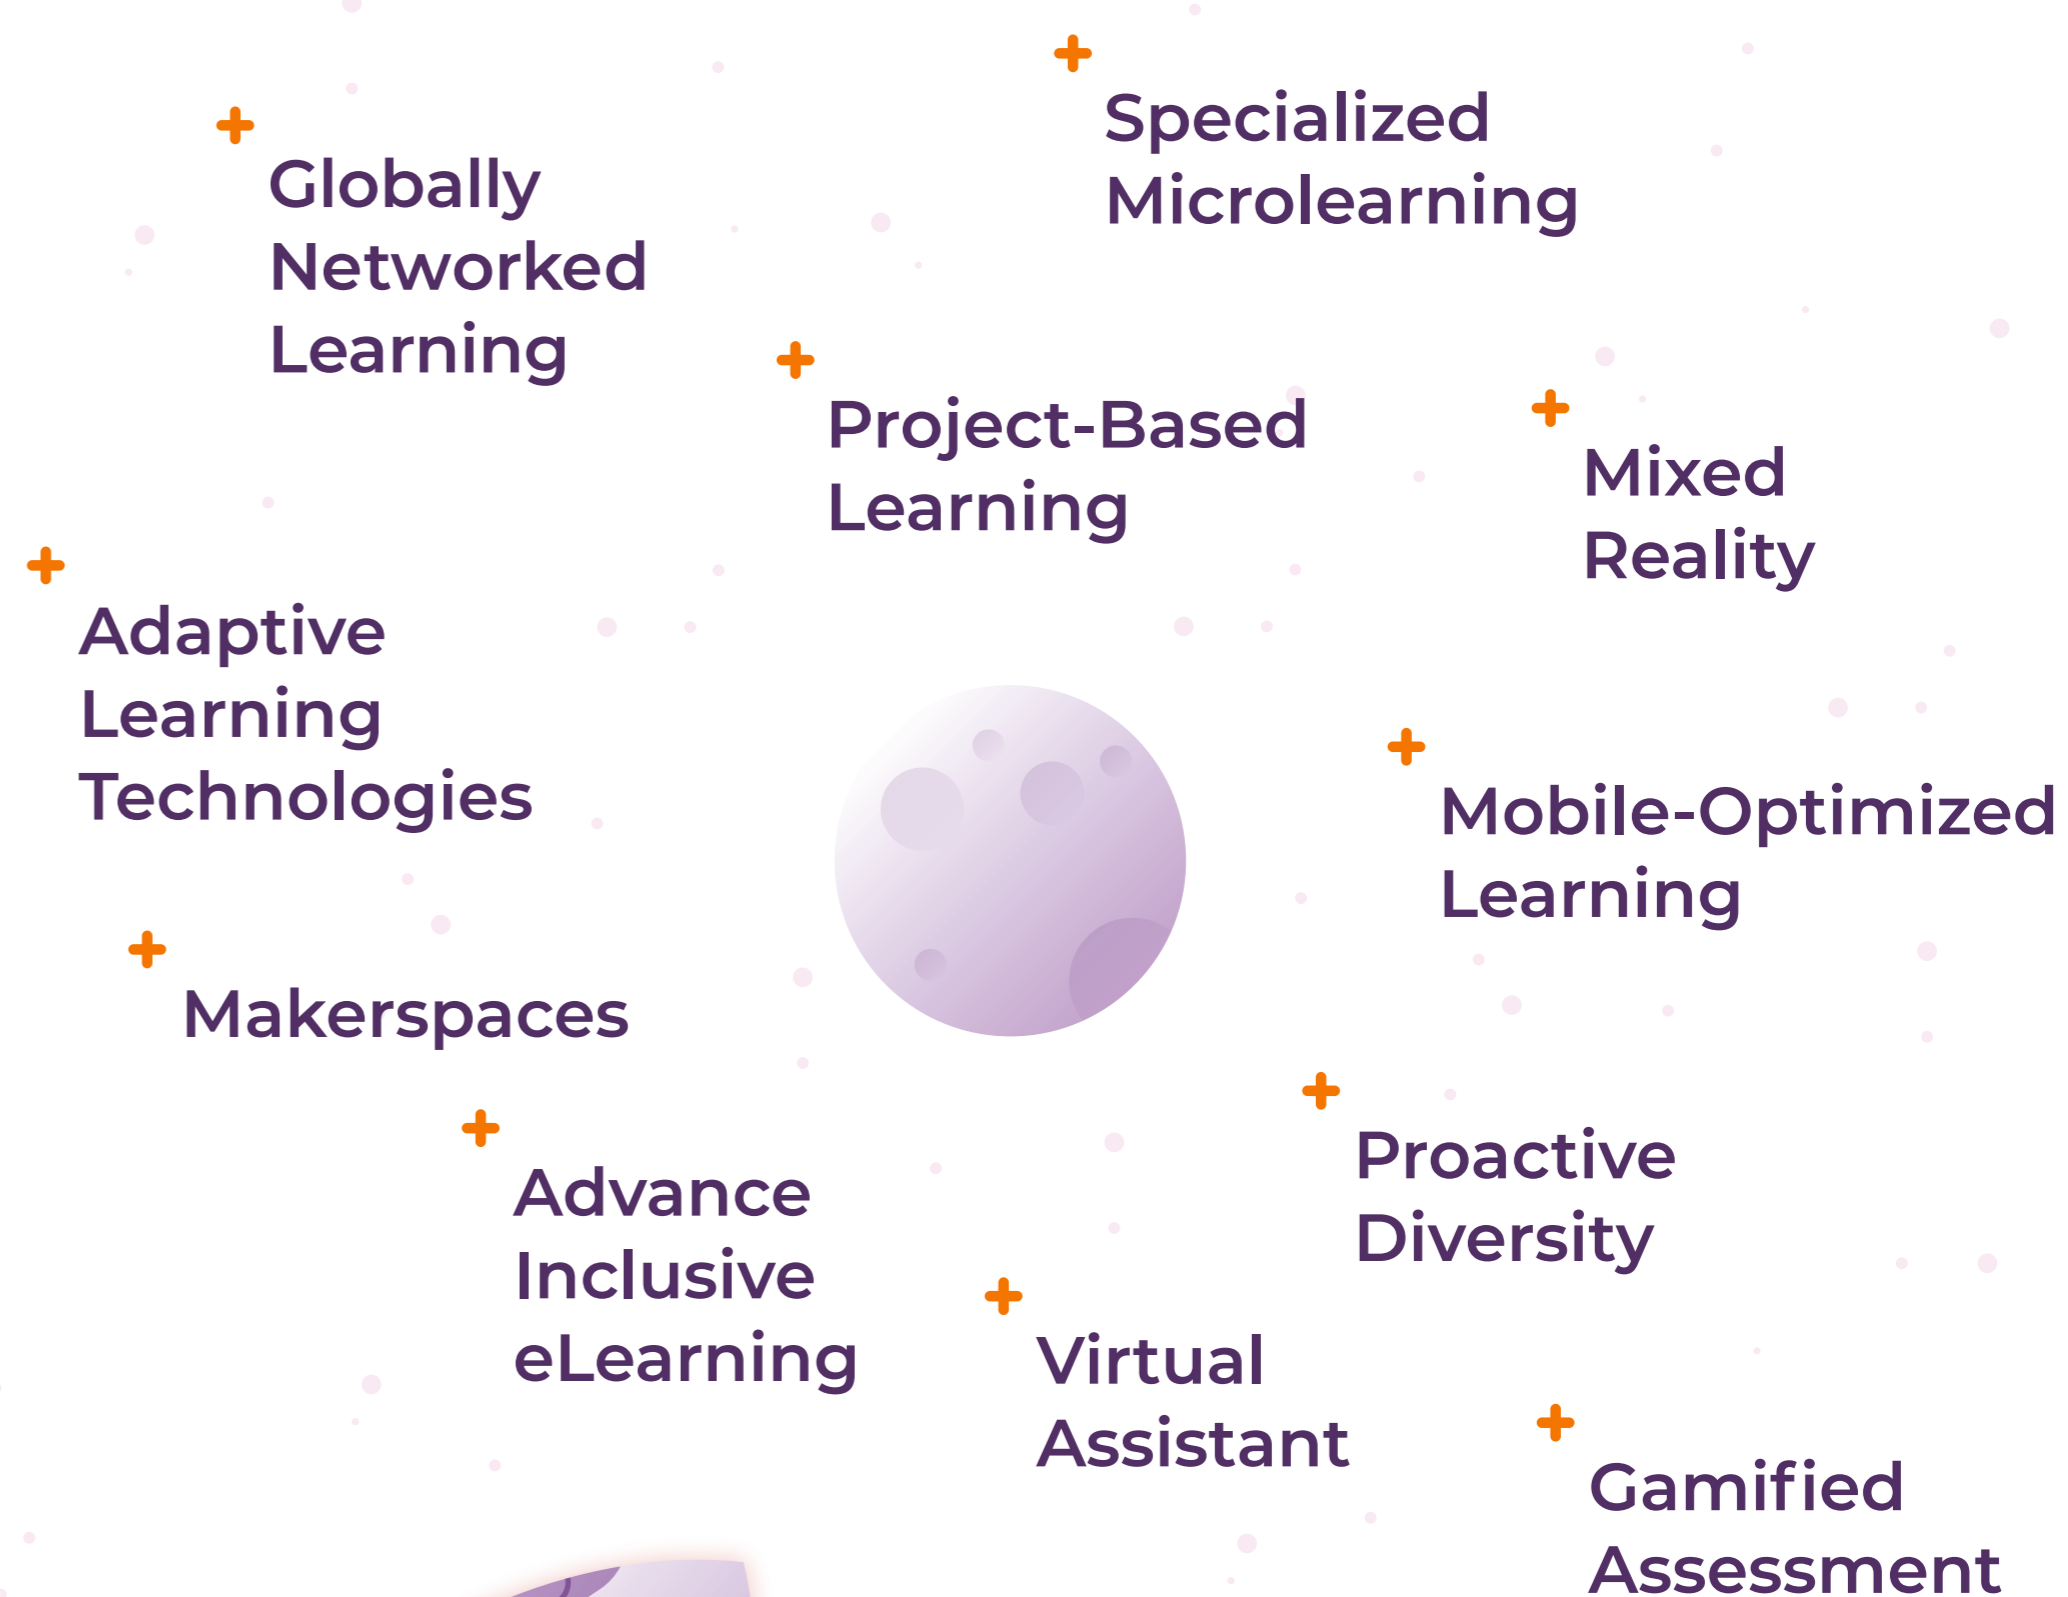 Specialized
Microlearning
Globally
Networked
Learning
Project-Based
Learning
Mixed
Reality
Adaptive
Learning
Technologies
Mobile-Optimized
Learning
Makerspaces
Proactive
Diversity
Advance
Inclusive
eLearning
Virtual
Assistant
Gamified
Assessment